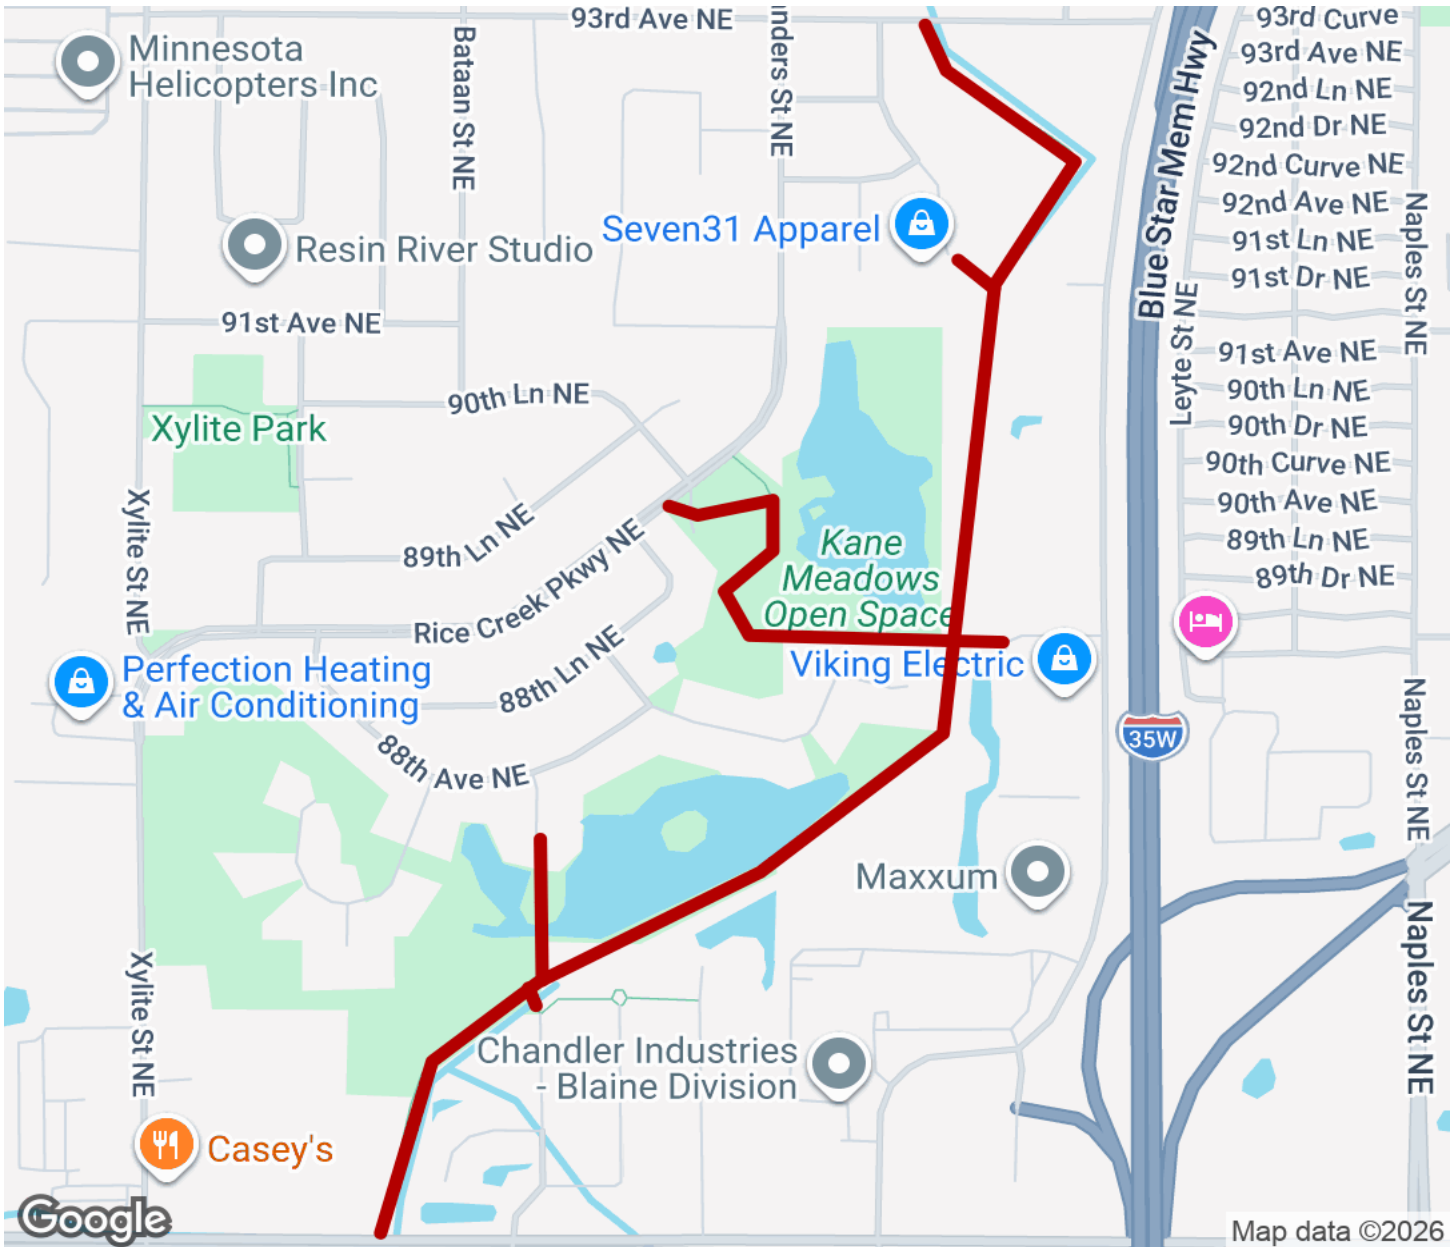 93rd Ave NE
93rd Curve
Minnesota
Helicopters Inc
Bataan St NE
nders St NE
Blue Star Mem Hwy
93rd Ave NE
92nd Ln NE
92nd Dr NE
92nd Curve NE
92nd Ave NE
91st Ln NE
91st Dr NE
Naples St NE
Seven31 Apparel
Resin River Studio
91st Ave NE
Leyte St NE
91st Ave NE
90th Ln NE
90th Ln NE
Xylite Park
90th Dr NE
90th Curve NE
90th Ave NE
89th Ln NE
89th Dr NE
Xylite St NE
89th Ln NE
Rice Creek Pkwy NE
Kane
Meadows
Open Space
Viking Electric
Perfection Heating
& Air Conditioning
88th Ln NE
88th Ave NE
35W
Naples St NE
Maxxum
Xylite St NE
Naples St NE
Chandler Industries
- Blaine Division
Casey's
Google
Map data ©2026